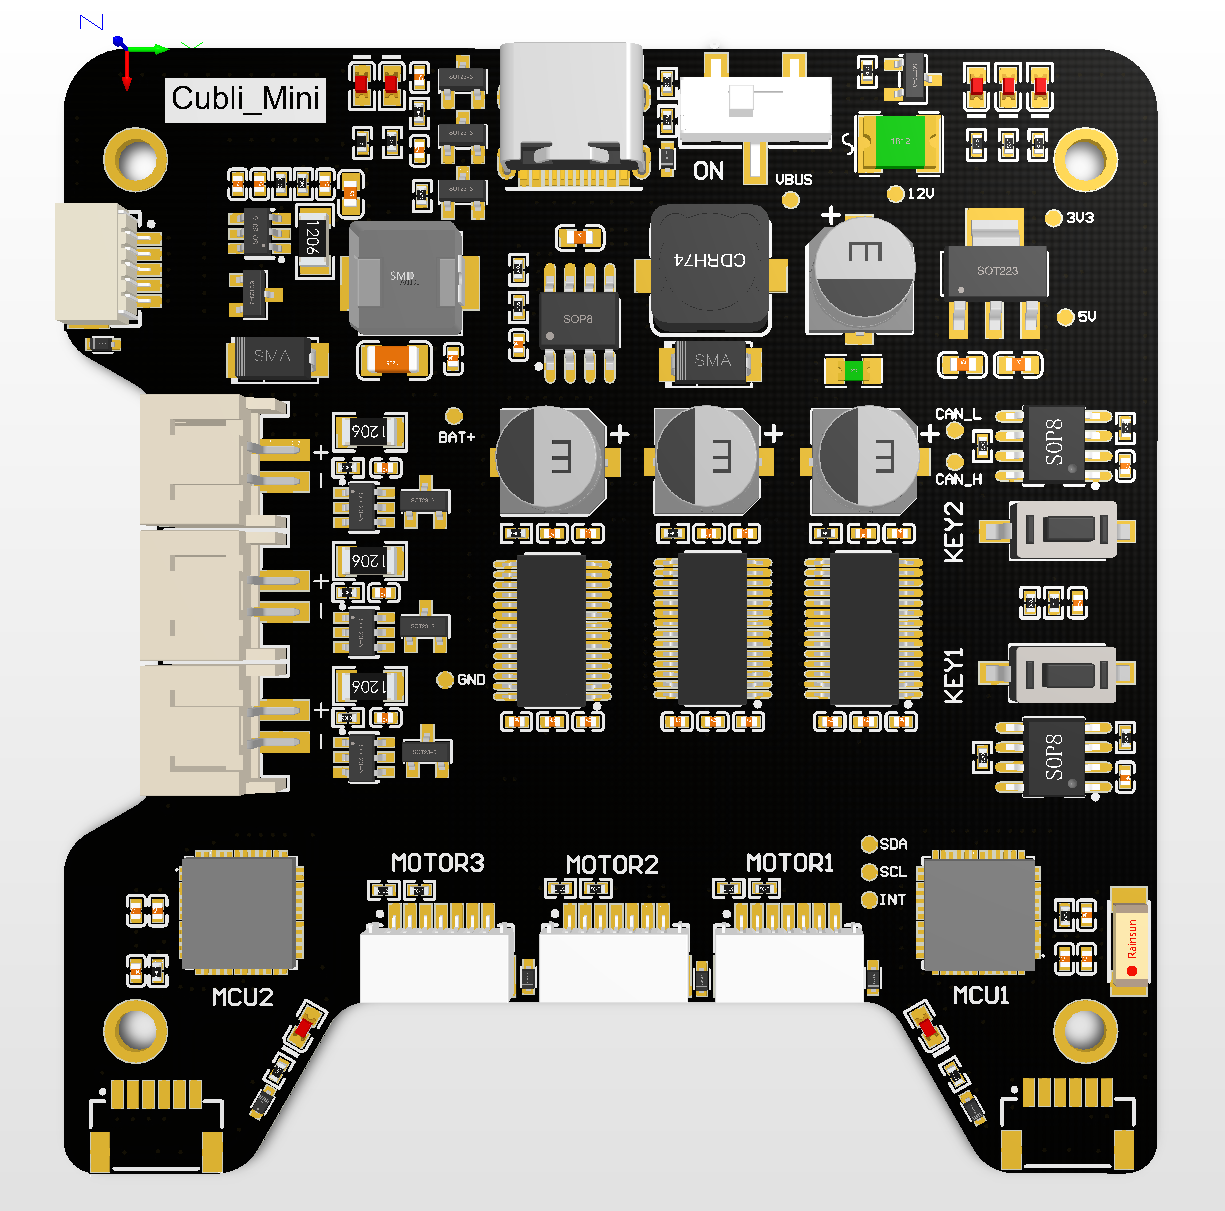 Z
Cubli_Mini
ON
1812
VBUS
12V
3V3
1206
SMD
CDRH74
E
SOT223
SOP8
5V
SMA
SMA
1206
BAT+
E
E
E
CAN_L
CAN_H
SOP8
KEY2
1206
KEY1
1206
GND
SOP8
MOTOR3
MOTOR2
MOTOR1
SDA
SCL
INT
Rainsun
MCU2
MCU1